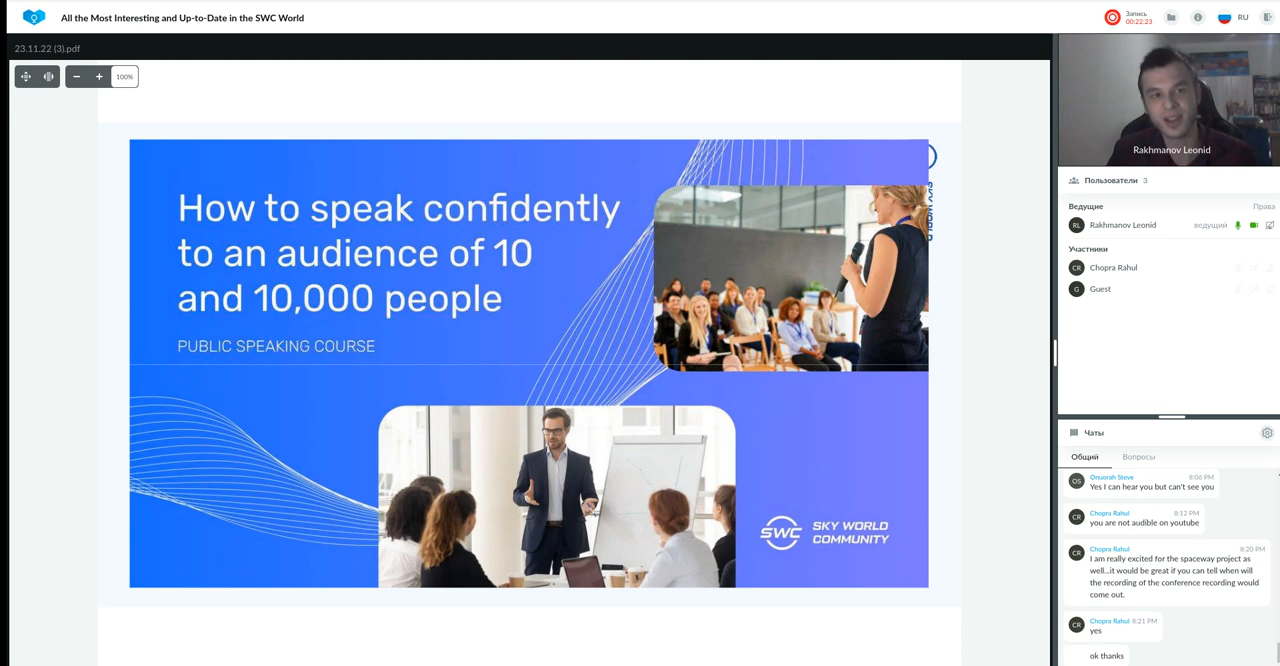 All the Most Interesting and Up-to-Date in the SWC World
Запись
00:22:23
RU
23.11.22 (3).pdf
100%
How to speak confidently
to an audience of 10
and 10,000 people
PUBLIC SPEAKING COURSE
SWC
SKY WORLD
COMMUNITY
Rakhmanov Leonid
Пользователи 3
Ведущие Права
RL Rakhmanov Leonid ведущий
Участники
CR Chopra Rahul
G Guest
Чаты
Общий Вопросы
OS Onuorah Steve 8:06 PM
Yes I can hear you but can't see you
CR Chopra Rahul 8:12 PM
you are not audible on youtube
CR Chopra Rahul 8:20 PM
I am really excited for the spaceway project as
well...it would be great if you can tell when will
the recording of the conference recording would
come out.
CR Chopra Rahul 8:21 PM
yes
ok thanks